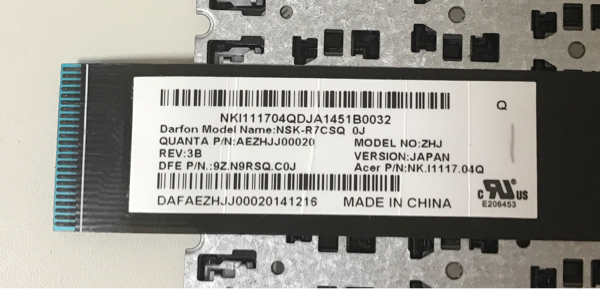 NKI111704QDJA1451B0032
Q
Darfon Model Name:NSK-R7CSQ 0J
QUANTA P/N:AEZHJJ00020 MODEL NO:ZHJ
REV:3B VERSION:JAPAN
DFE P/N.:9Z.N9RSQ.C0J Acer P/N:NK.I1117.04Q
DAFAEZHJJ00020141216 MADE IN CHINA
C US
E206453